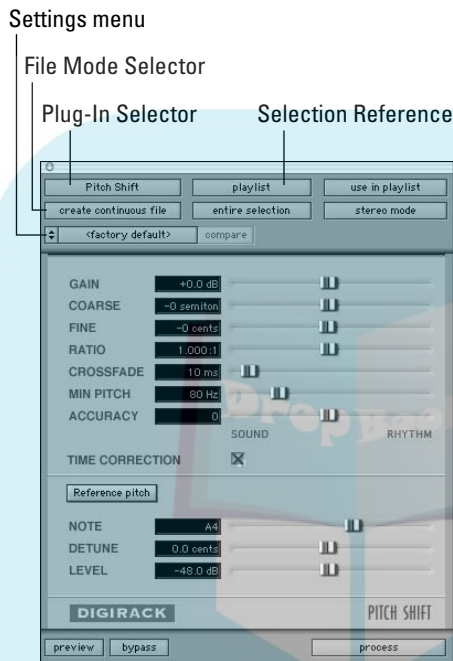 Settings menu
File Mode Selector
Plug-In Selector Selection Reference
Pitch Shift playlist use in playlist
create continuous file entire selection stereo mode
<factory default> compare
GAIN +0.0 dB
COARSE -0 semiton
FINE -0 cents
RATIO 1.000:1
CROSSFADE 10 ms
MIN PITCH 80 Hz
ACCURACY 0
SOUND RHYTHM
TIME CORRECTION
Reference pitch
NOTE A4
DETUNE 0.0 cents
LEVEL -48.0 dB
DIGIRACK PITCH SHIFT
preview bypass process